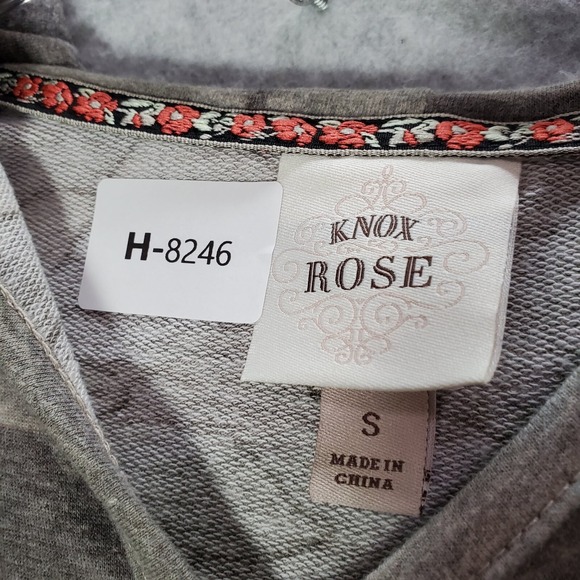 H-8246
KNOX
ROSE
S
MADE IN
CHINA